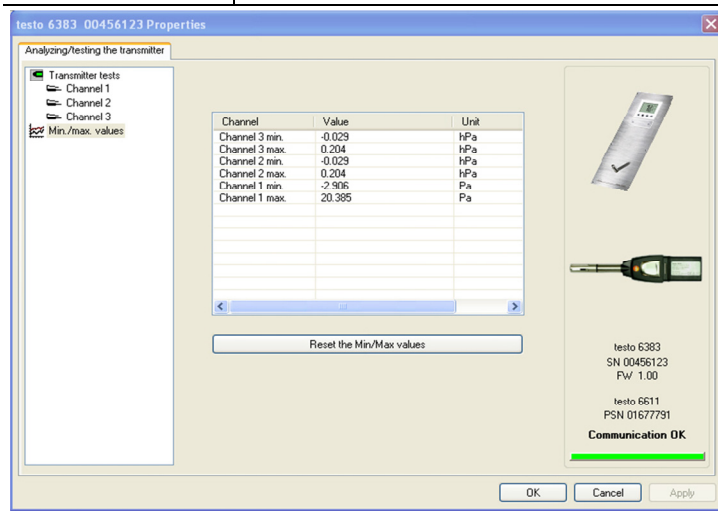 testo 6383 00456123 Properties
Analyzing/testing the transmitter
Transmitter tests
Channel 1
Channel 2
Channel 3
Min./max. values
Channel Value Unit
Channel 3 min. -0.029 hPa
Channel 3 max. 0.204 hPa
Channel 2 min. -0.029 hPa
Channel 2 max. 0.204 hPa
Channel 1 min. -2.906 Pa
Channel 1 max. 20.385 Pa
Reset the Min/Max values
testo 6383
SN 00456123
FW 1.00
testo 6611
PSN 01677791
Communication OK
OK Cancel Apply